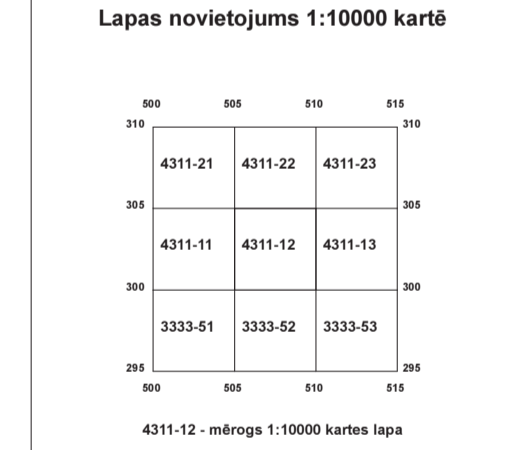 Lapas novietojums 1:10000 kartē
500 505 510 515
310 310
4311-21 4311-22 4311-23
305 305
4311-11 4311-12 4311-13
300 300
3333-51 3333-52 3333-53
295 295
500 505 510 515
4311-12 - mērogs 1:10000 kartes lapa